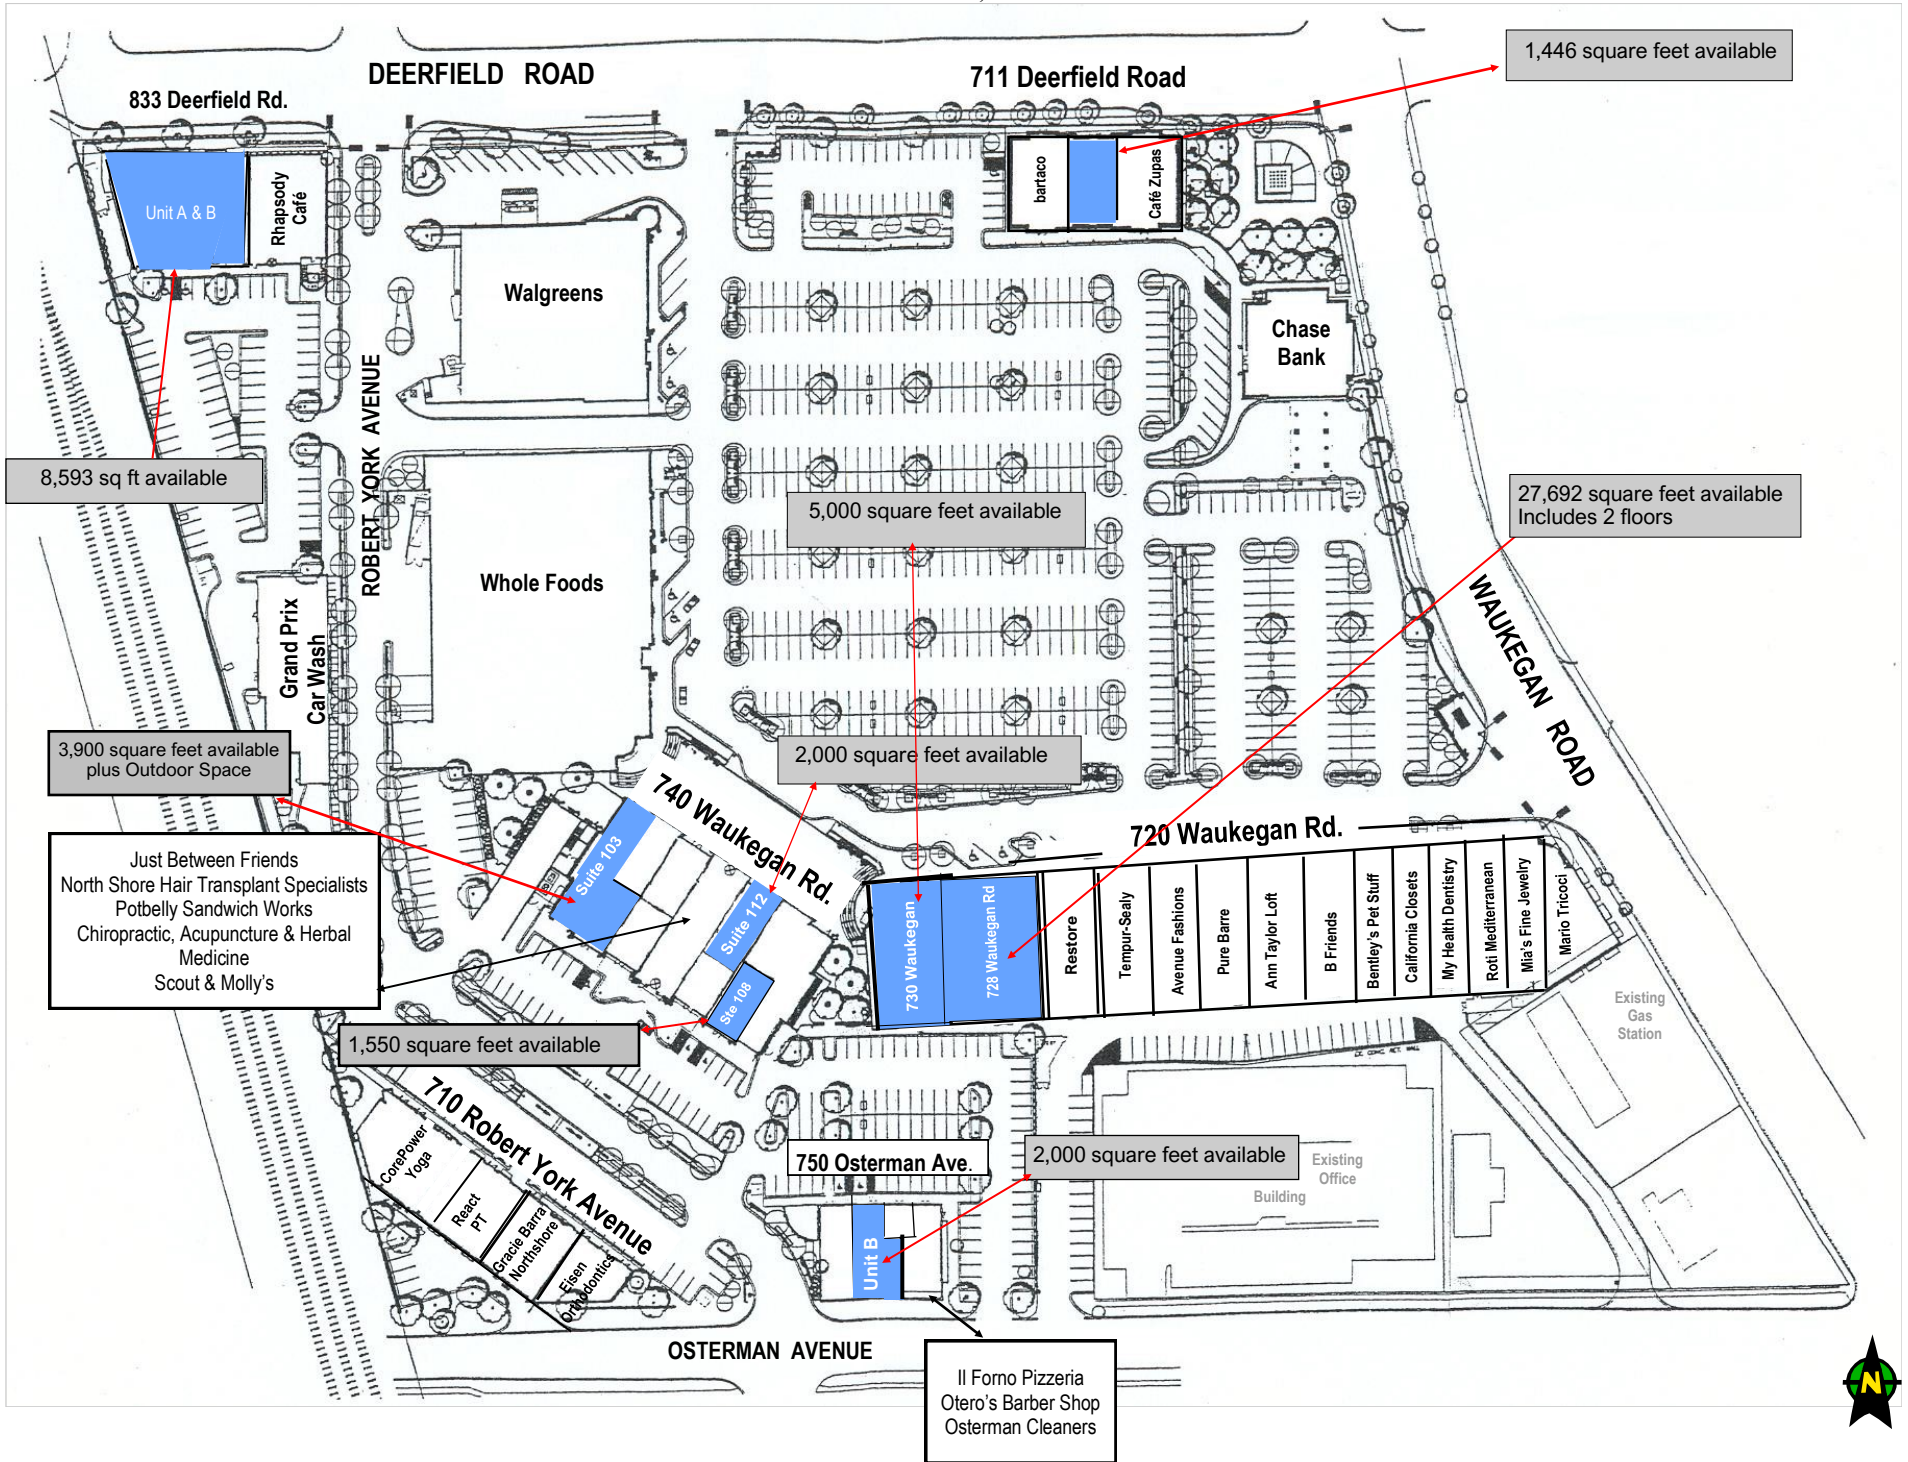 DEERFIELD ROAD
711 Deerfield Road
1,446 square feet available
833 Deerfield Rd.
Unit A & B
Rhapsody
Café
bartaco
Café Zupas
Walgreens
Chase
Bank
ROBERT YORK AVENUE
8,593 sq ft available
5,000 square feet available
27,692 square feet available
Includes 2 floors
Whole Foods
Grand Prix
Car Wash
WAUKEGAN ROAD
3,900 square feet available
plus Outdoor Space
2,000 square feet available
740 Waukegan Rd.
720 Waukegan Rd.
Suite 103
Suite 112
Ste 108
Just Between Friends
North Shore Hair Transplant Specialists
Potbelly Sandwich Works
Chiropractic, Acupuncture & Herbal
Medicine
Scout & Molly's
730 Waukegan
728 Waukegan Rd
Restore
Tempur-Sealy
Avenue Fashions
Pure Barre
Ann Taylor Loft
B Friends
Bentley's Pet Stuff
California Closets
My Health Dentistry
Roti Mediterranean
Mia's Fine Jewelry
Mario Tricoci
Existing
Gas
Station
1,550 square feet available
710 Robert York Avenue
CorePower
Yoga
React
PT
Gracie Barra
Northshore
Eisen
Orthodontics
750 Osterman Ave.
2,000 square feet available
Unit B
Existing
Office
Building
OSTERMAN AVENUE
Il Forno Pizzeria
Otero's Barber Shop
Osterman Cleaners
N